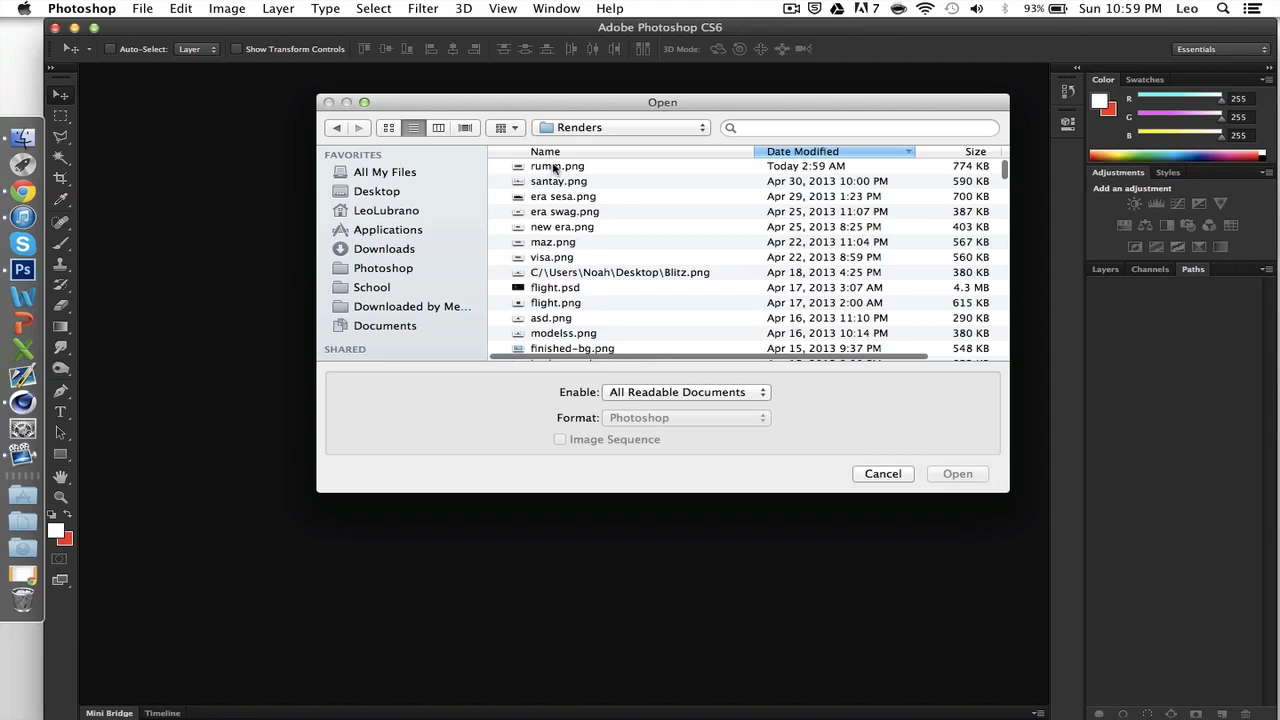 Photoshop File Edit Image Layer Type Select Filter 3D View Window Help 7 93% Sun 10:59 PM Leo
Adobe Photoshop CS6
Auto-Select: Layer Show Transform Controls 3D Mode: Essentials
Open
Color Swatches
R 255
G 255
B 255
Renders
FAVORITES
All My Files
Desktop
LeoLubrano
Applications
Downloads
Photoshop
School
Downloaded by Me...
Documents
SHARED
Name Date Modified Size
Today 2:59 AM 774 KB
santay.png Apr 30, 2013 10:00 PM 590 KB
era sesa.png Apr 29, 2013 1:23 PM 700 KB
era swag.png Apr 25, 2013 11:07 PM 387 KB
new era.png Apr 25, 2013 8:25 PM 403 KB
maz.png Apr 22, 2013 11:04 PM 567 KB
visa.png Apr 22, 2013 8:59 PM 560 KB
C/\Users\Noah\Desktop\Blitz.png Apr 18, 2013 4:25 PM 380 KB
flight.psd Apr 17, 2013 3:07 AM 4.3 MB
flight.png Apr 17, 2013 2:00 AM 615 KB
asd.png Apr 16, 2013 11:10 PM 290 KB
modelss.png Apr 16, 2013 10:14 PM 380 KB
finished-bg.png Apr 15, 2013 9:37 PM 548 KB
Enable: All Readable Documents
Format: Photoshop
Image Sequence
Cancel Open
Adjustments Styles
Add an adjustment
Layers Channels Paths
Mini Bridge Timeline